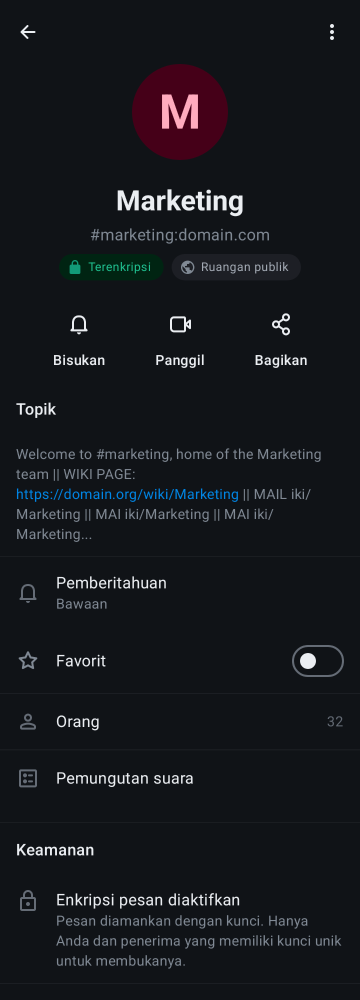 M
Marketing
#marketing:domain.com
Terenkripsi
Ruangan publik
Bisukan
Panggil
Bagikan
Topik
Welcome to #marketing, home of the Marketing
team || WIKI PAGE:
https://domain.org/wiki/Marketing || MAIL iki/
Marketing || MAI iki/Marketing || MAI iki/
Marketing...
Pemberitahuan
Bawaan
Favorit
Orang 32
Pemungutan suara
Keamanan
Enkripsi pesan diaktifkan
Pesan diamankan dengan kunci. Hanya
Anda dan penerima yang memiliki kunci unik
untuk membukanya.